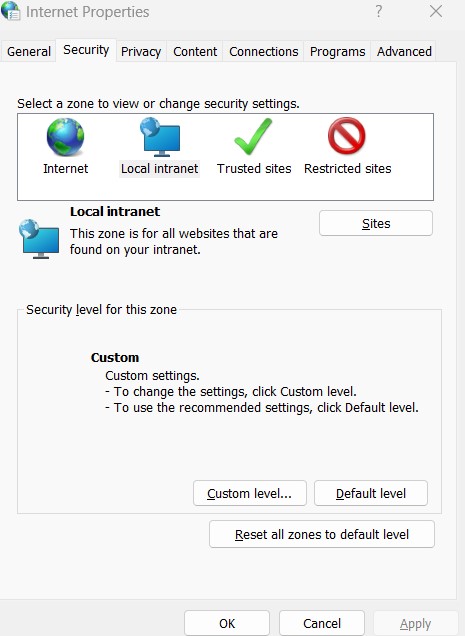 Internet Properties
General Security Privacy Content Connections Programs Advanced
Select a zone to view or change security settings.
Internet Local intranet Trusted sites Restricted sites
Local intranet
Sites
This zone is for all websites that are
found on your intranet.
Security level for this zone
Custom
Custom settings.
- To change the settings, click Custom level.
- To use the recommended settings, click Default level.
Custom level... Default level
Reset all zones to default level
OK Cancel Apply